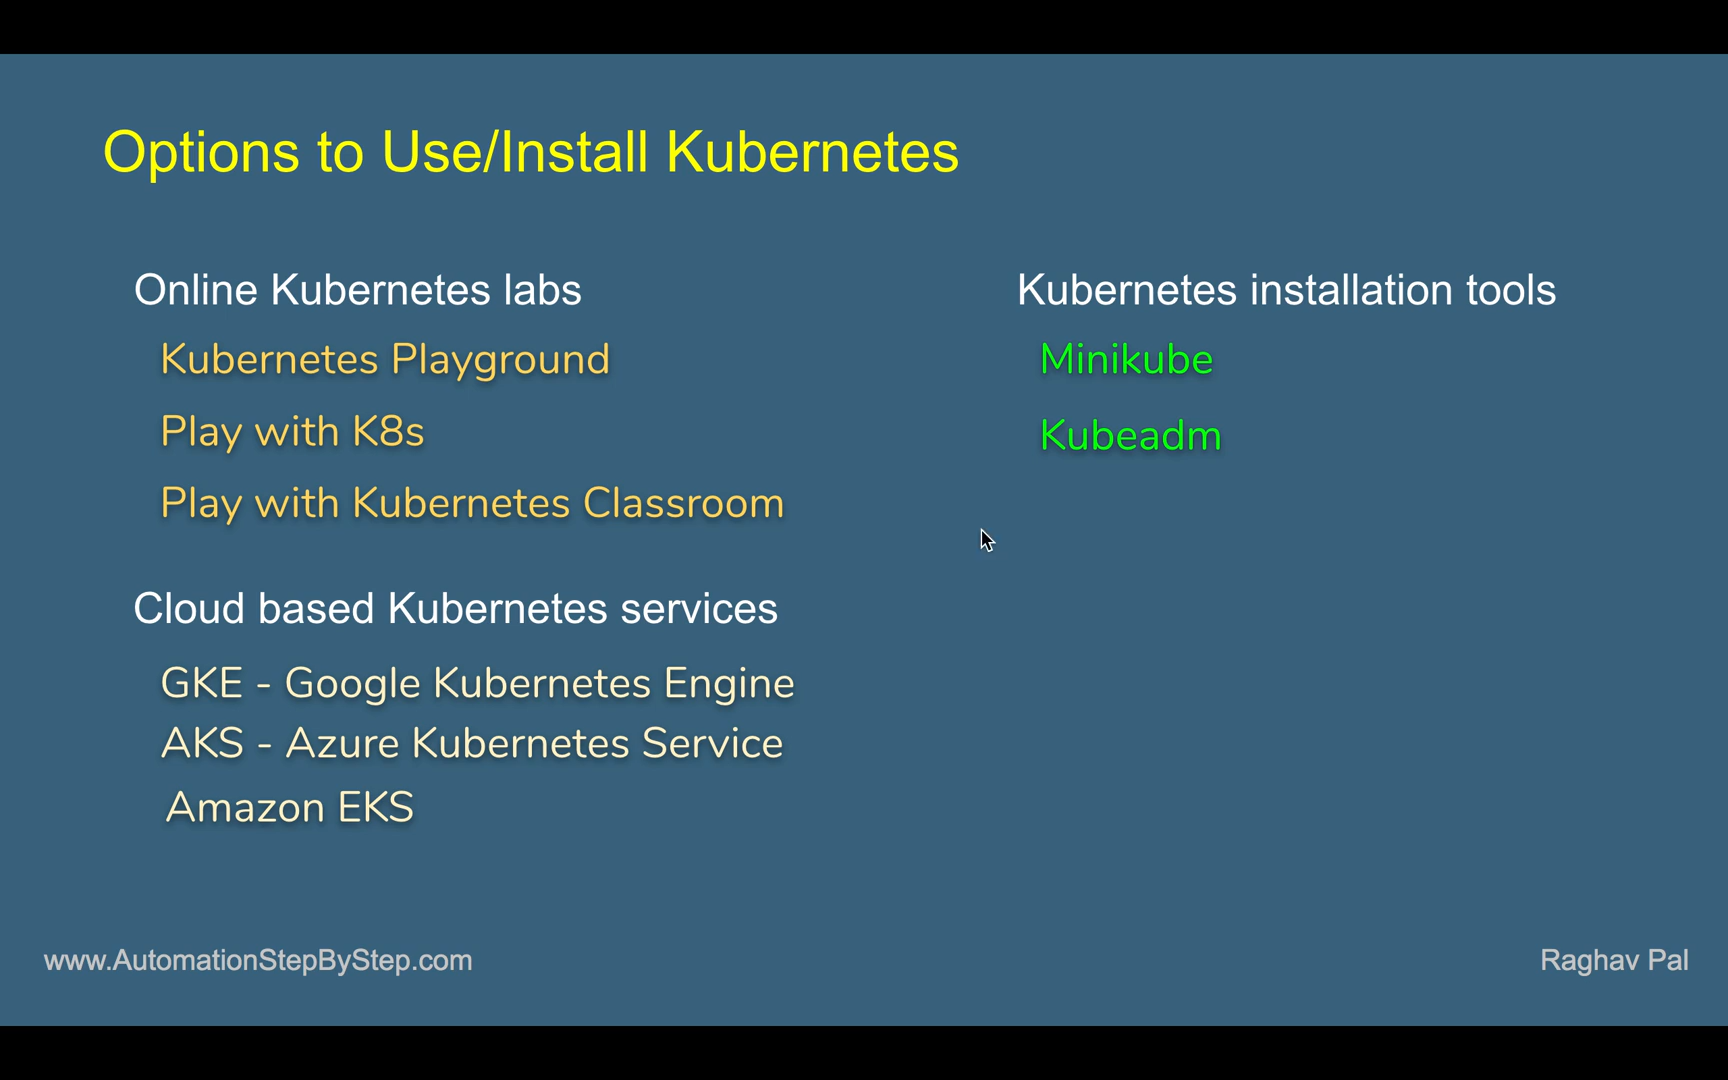 Options to Use/Install Kubernetes
Online Kubernetes labs
Kubernetes Playground
Play with K8s
Play with Kubernetes Classroom
Cloud based Kubernetes services
GKE - Google Kubernetes Engine
AKS - Azure Kubernetes Service
Amazon EKS
Kubernetes installation tools
Minikube
Kubeadm
www.AutomationStepByStep.com
Raghav Pal